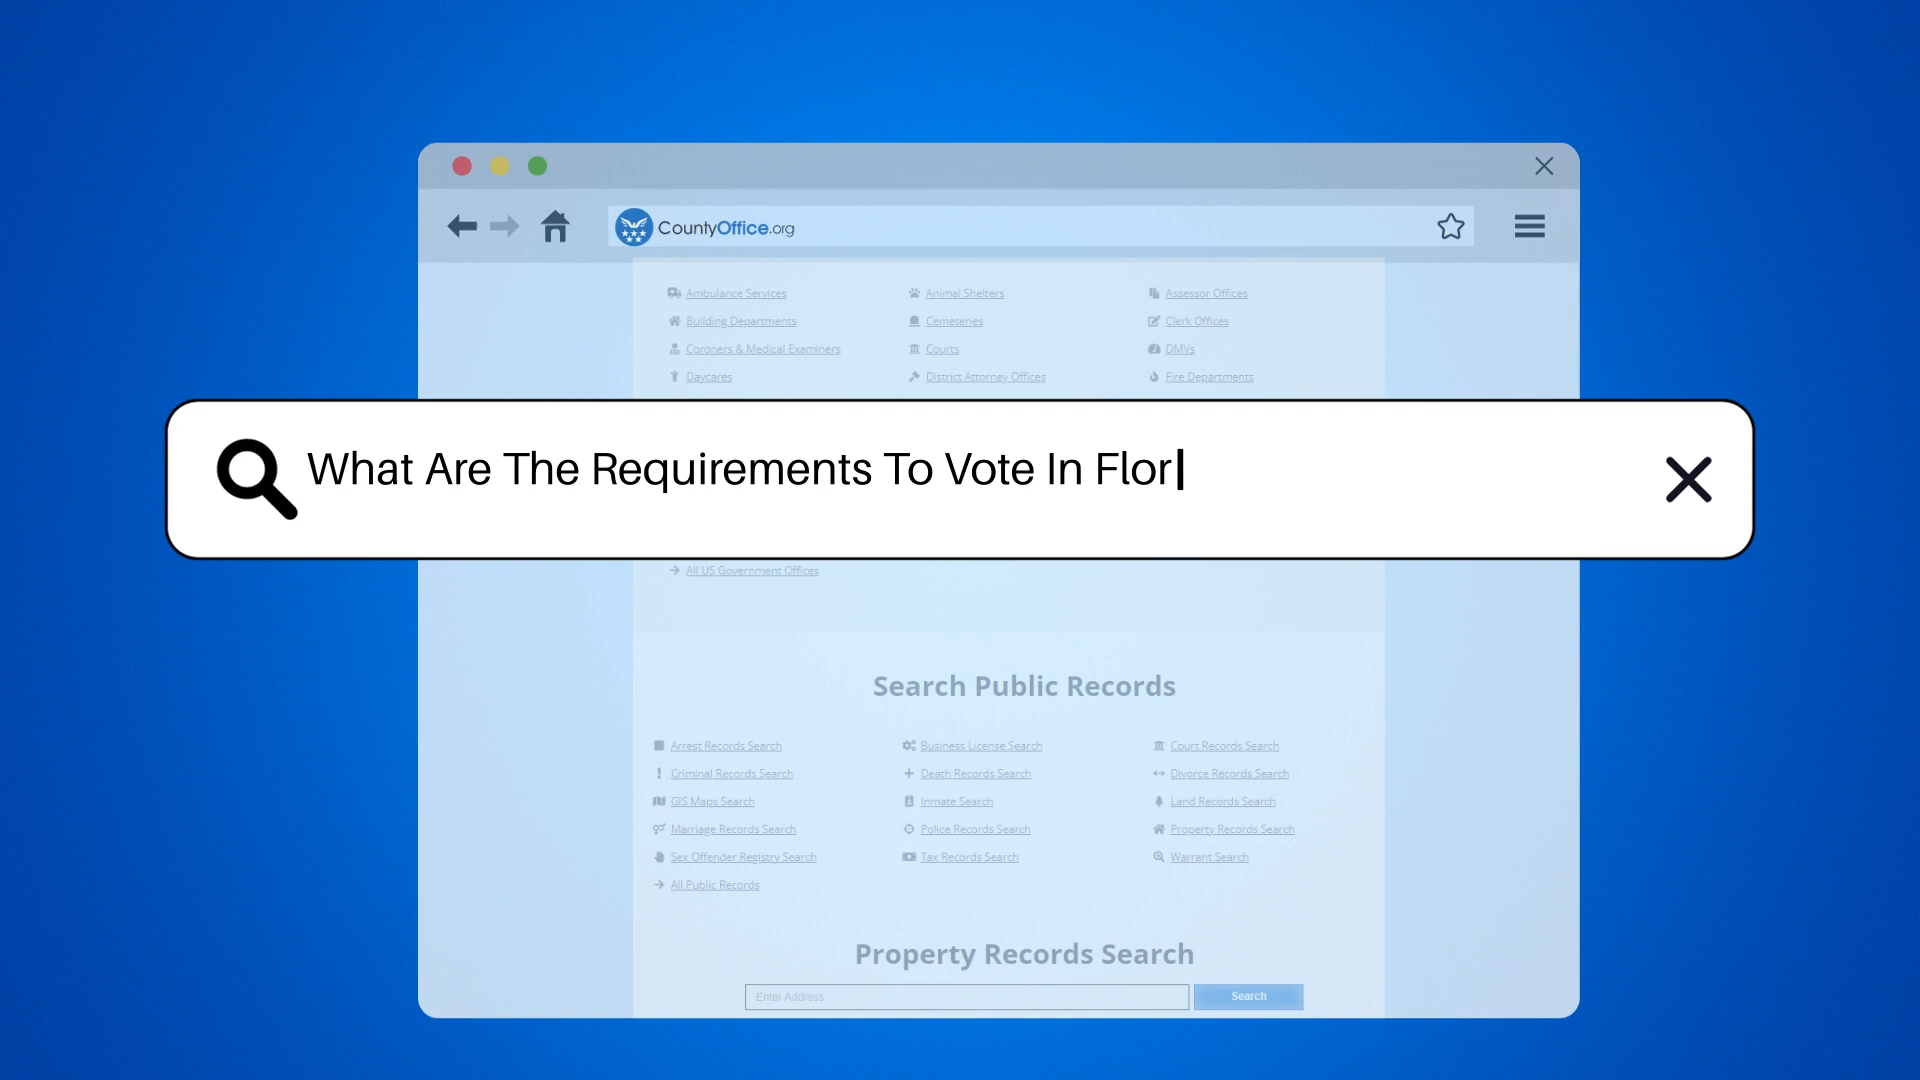 CountyOffice.org
Ambulance Services Animal Shelters Assessor Offices
Building Departments Cemeteries Clerk Offices
Coroners & Medical Examiners Courts DMVs
Daycares District Attorney Offices Fire Departments
What Are The Requirements To Vote In Flor
All US Government Offices
Search Public Records
Arrest Records Search Business License Search Court Records Search
Criminal Records Search Death Records Search Divorce Records Search
GIS Maps Search Inmate Search Land Records Search
Marriage Records Search Police Records Search Property Records Search
Sex Offender Registry Search Tax Records Search Warrant Search
All Public Records
Property Records Search
Enter Address Search